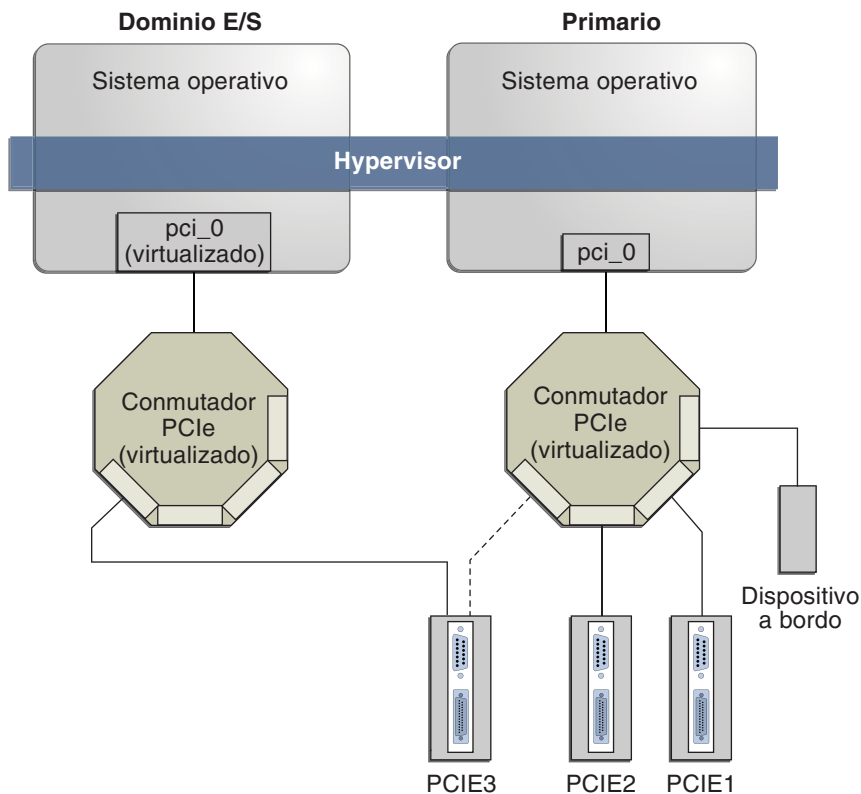 Dominio E/S
Primario
Sistema operativo
Sistema operativo
Hypervisor
pci_0
(virtualizado)
pci_0
Conmutador
PCIe
(virtualizado)
Conmutador
PCIe
(virtualizado)
Dispositivo
a bordo
PCIE3
PCIE2
PCIE1